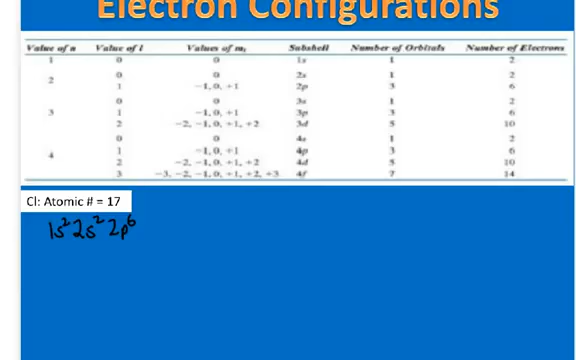 Electron Configurations
Value of n Value of l Values of mₗ Subshell Number of Orbitals Number of Electrons
1 0 0 1s 1 2
0 0 2s 1 2
2
1 −1, 0, +1 2p 3 6
0 0 3s 1 2
3 1 −1, 0, +1 3p 3 6
2 −2, −1, 0, +1, +2 3d 5 10
0 0 4s 1 2
1 −1, 0, +1 4p 3 6
4
2 −2, −1, 0, +1, +2 4d 5 10
3 −3, −2, −1, 0, +1, +2, +3 4f 7 14
Cl: Atomic # = 17
1s² 2s² 2p⁶